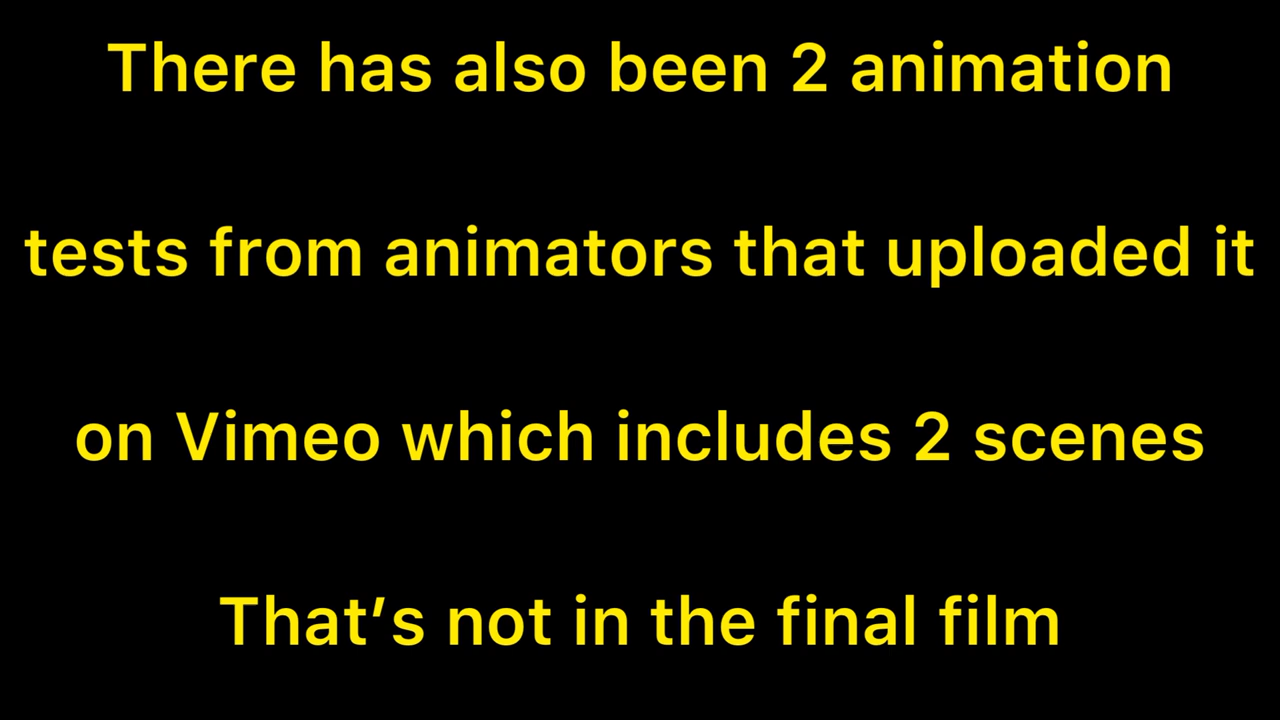 There has also been 2 animation
tests from animators that uploaded it
on Vimeo which includes 2 scenes
That’s not in the final film